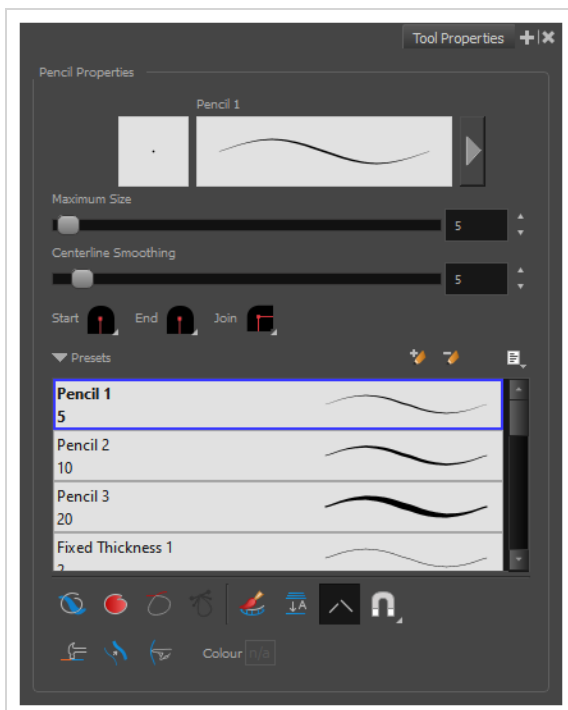 Tool Properties
Pencil Properties
Pencil 1
Maximum Size
5
Centerline Smoothing
5
Start End Join
Presets
Pencil 1
5
Pencil 2
10
Pencil 3
20
Fixed Thickness 1
2
Colour n/a